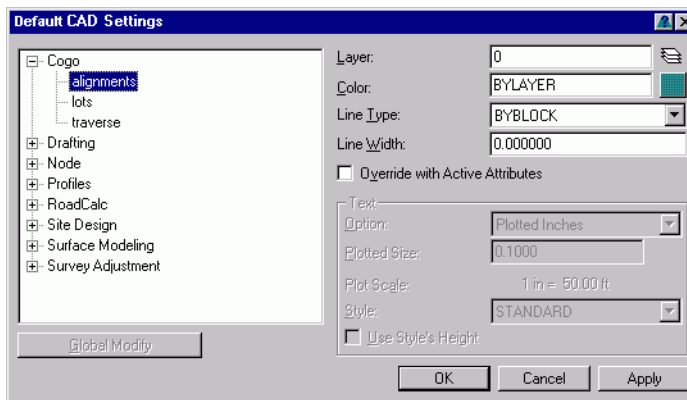 Default CAD Settings
Cogo
alignments
lots
traverse
Drafting
Node
Profiles
RoadCalc
Site Design
Surface Modeling
Survey Adjustment
Global Modify
Layer: 0
Color: BYLAYER
Line Type: BYBLOCK
Line Width: 0.000000
Override with Active Attributes
Text
Option: Plotted Inches
Plotted Size: 0.1000
Plot Scale: 1 in = 50.00 ft
Style: STANDARD
Use Style's Height
OK Cancel Apply